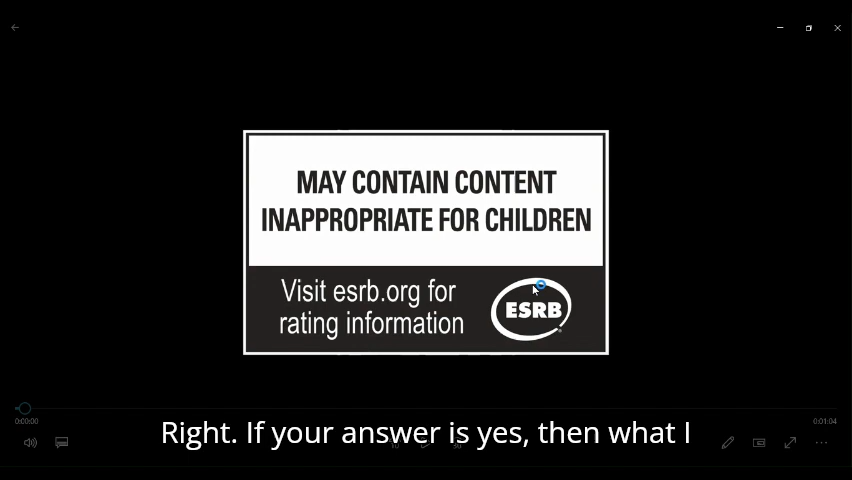 MAY CONTAIN CONTENT
INAPPROPRIATE FOR CHILDREN
Visit esrb.org for
rating information
ESRB
0:00:00
0:01:04
Right. If your answer is yes, then what I